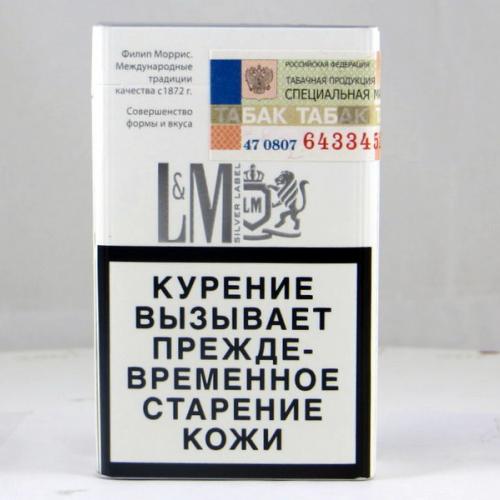 Филип Моррис.
Международные
традиции
качества с1872 г.
Совершенство
формы и вкуса
РОССИЙСКАЯ ФЕДЕРАЦИЯ
ТАБАЧНАЯ ПРОДУКЦИЯ
СПЕЦИАЛЬНАЯ
ТАБАК ТАБАК
47 0807 64334
L&M
SILVER LABEL
LM
КУРЕНИЕ
ВЫЗЫВАЕТ
ПРЕЖДЕ-
ВРЕМЕННОЕ
СТАРЕНИЕ
КОЖИ